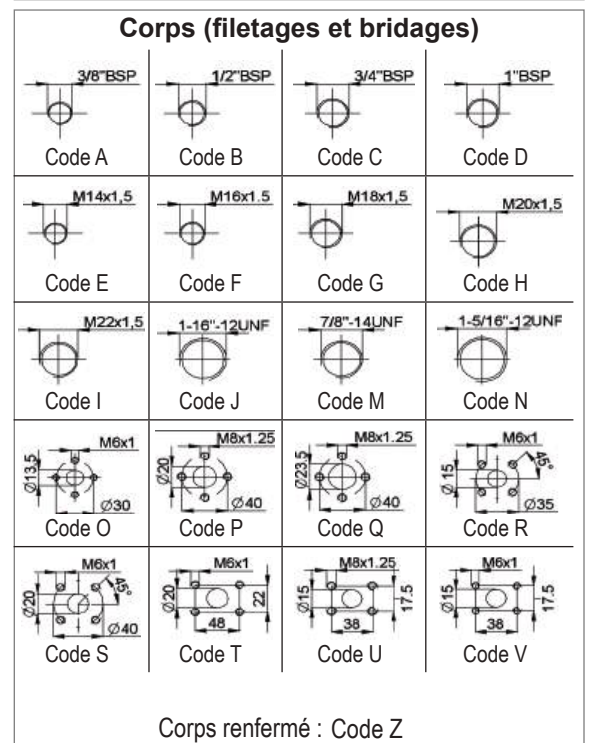 Corps (filetages et bridages)
3/8"BSP 1/2"BSP 3/4"BSP 1"BSP
Code A Code B Code C Code D
M14x1,5 M16x1.5 M18x1,5 M20x1,5
Code E Code F Code G Code H
M22x1,5 1-16"-12UNF 7/8"-14UNF 1-5/16"-12UNF
Code I Code J Code M Code N
M6x1 M8x1.25 M8x1.25 M6x1
Ø13.5 Ø20 Ø23.5 Ø15 45°
Ø30 Ø40 Ø40 Ø35
Code O Code P Code Q Code R
M6x1 M6x1 M8x1.25 M6x1
Ø20 45° Ø20 22 Ø15 17.5 Ø15 17.5
Ø40 48 38 38
Code S Code T Code U Code V
Corps renfermé : Code Z